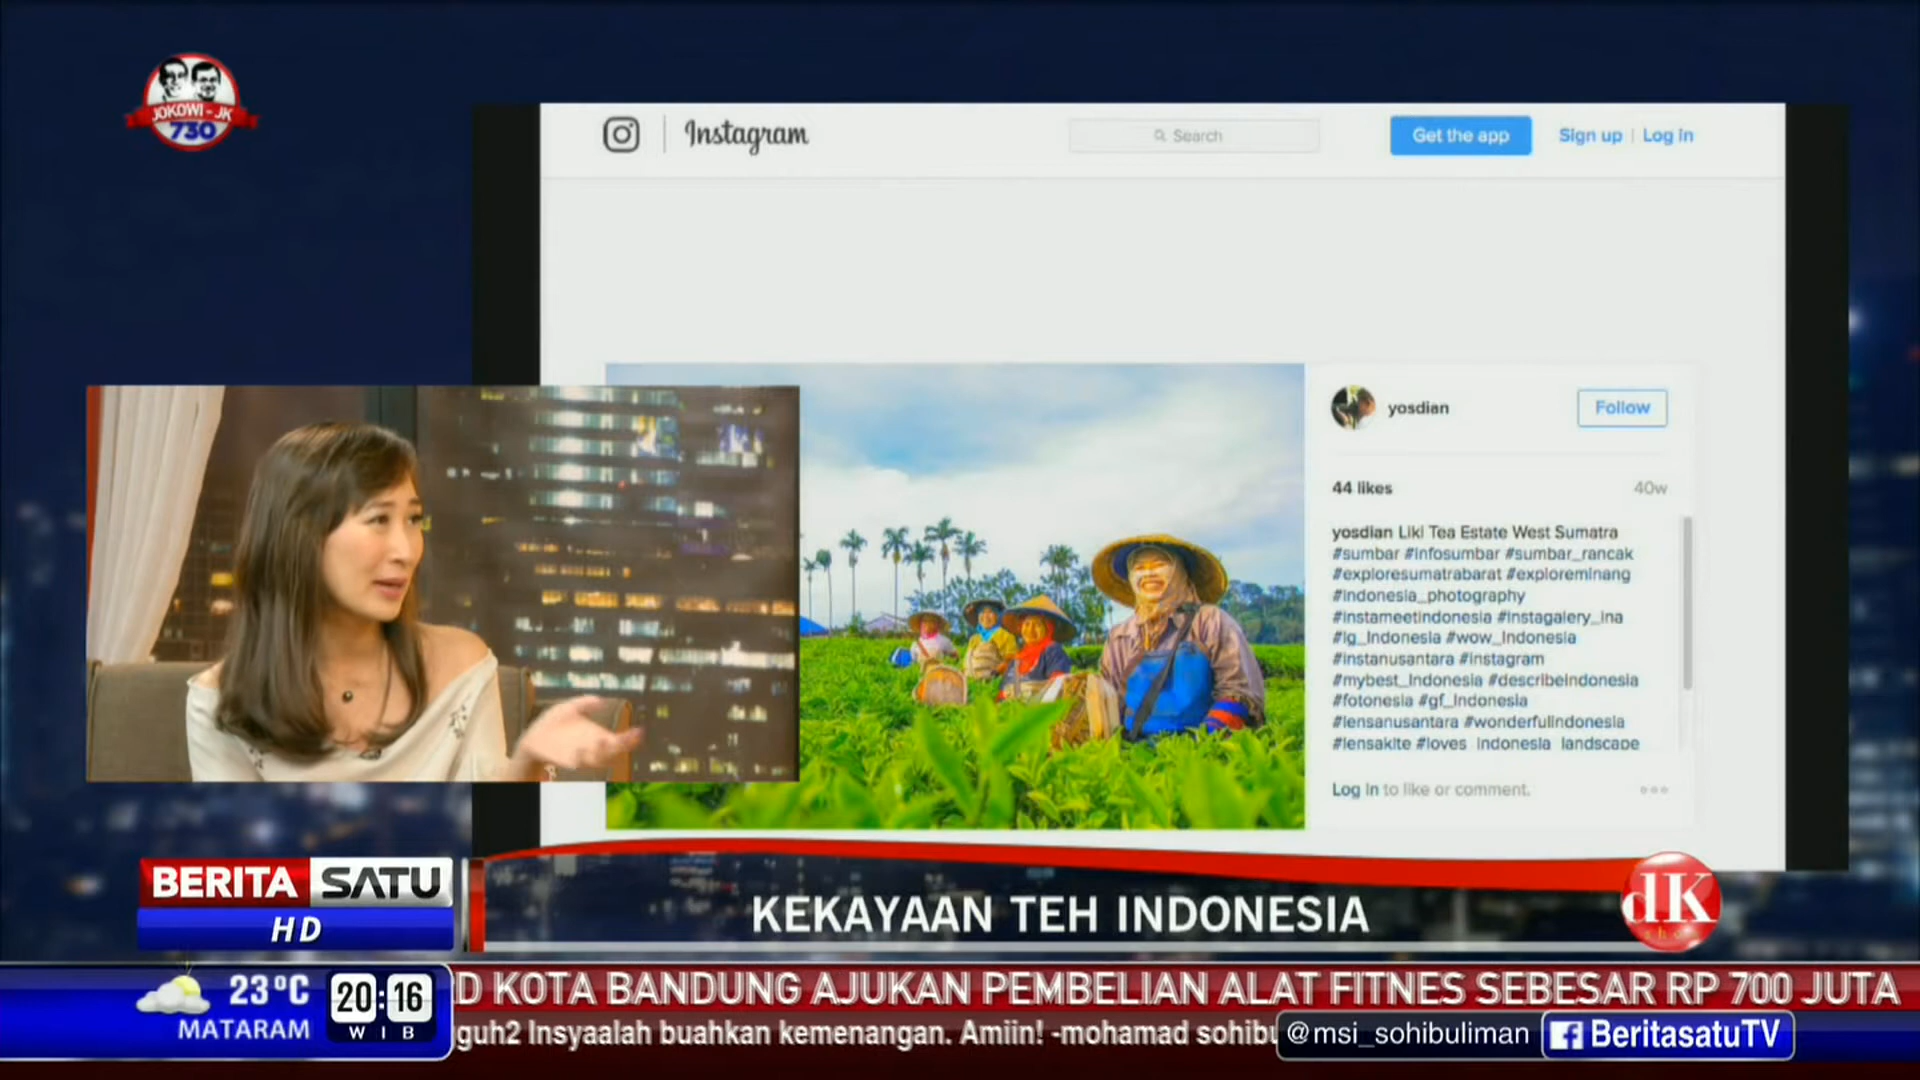 JOKOWI - JK
730
Instagram
Search
Get the app
Sign up | Log in
yosdian
Follow
44 likes
40w
yosdian Liki Tea Estate West Sumatra
#sumbar #infosumbar #sumbar_rancak
#exploresumatrabarat #exploreminang
#indonesia_photography
#instameetindonesia #instagalery_ina
#ig_indonesia #wow_indonesia
#instanusantara #instagram
#mybest_indonesia #describeindonesia
#fotonesia #gf_indonesia
#lensanusantara #wonderfulindonesia
#lensakite #loves_indonesia_landscape
Log in to like or comment.
BERITA SATU
HD
KEKAYAAN TEH INDONESIA
dK
show
23°C
MATARAM
20:16
WIB
D KOTA BANDUNG AJUKAN PEMBELIAN ALAT FITNES SEBESAR RP 700 JUTA
guh2 Insyaalah buahkan kemenangan. Amiin! -mohamad sohibu
@msi_sohibuliman
BeritasatuTV